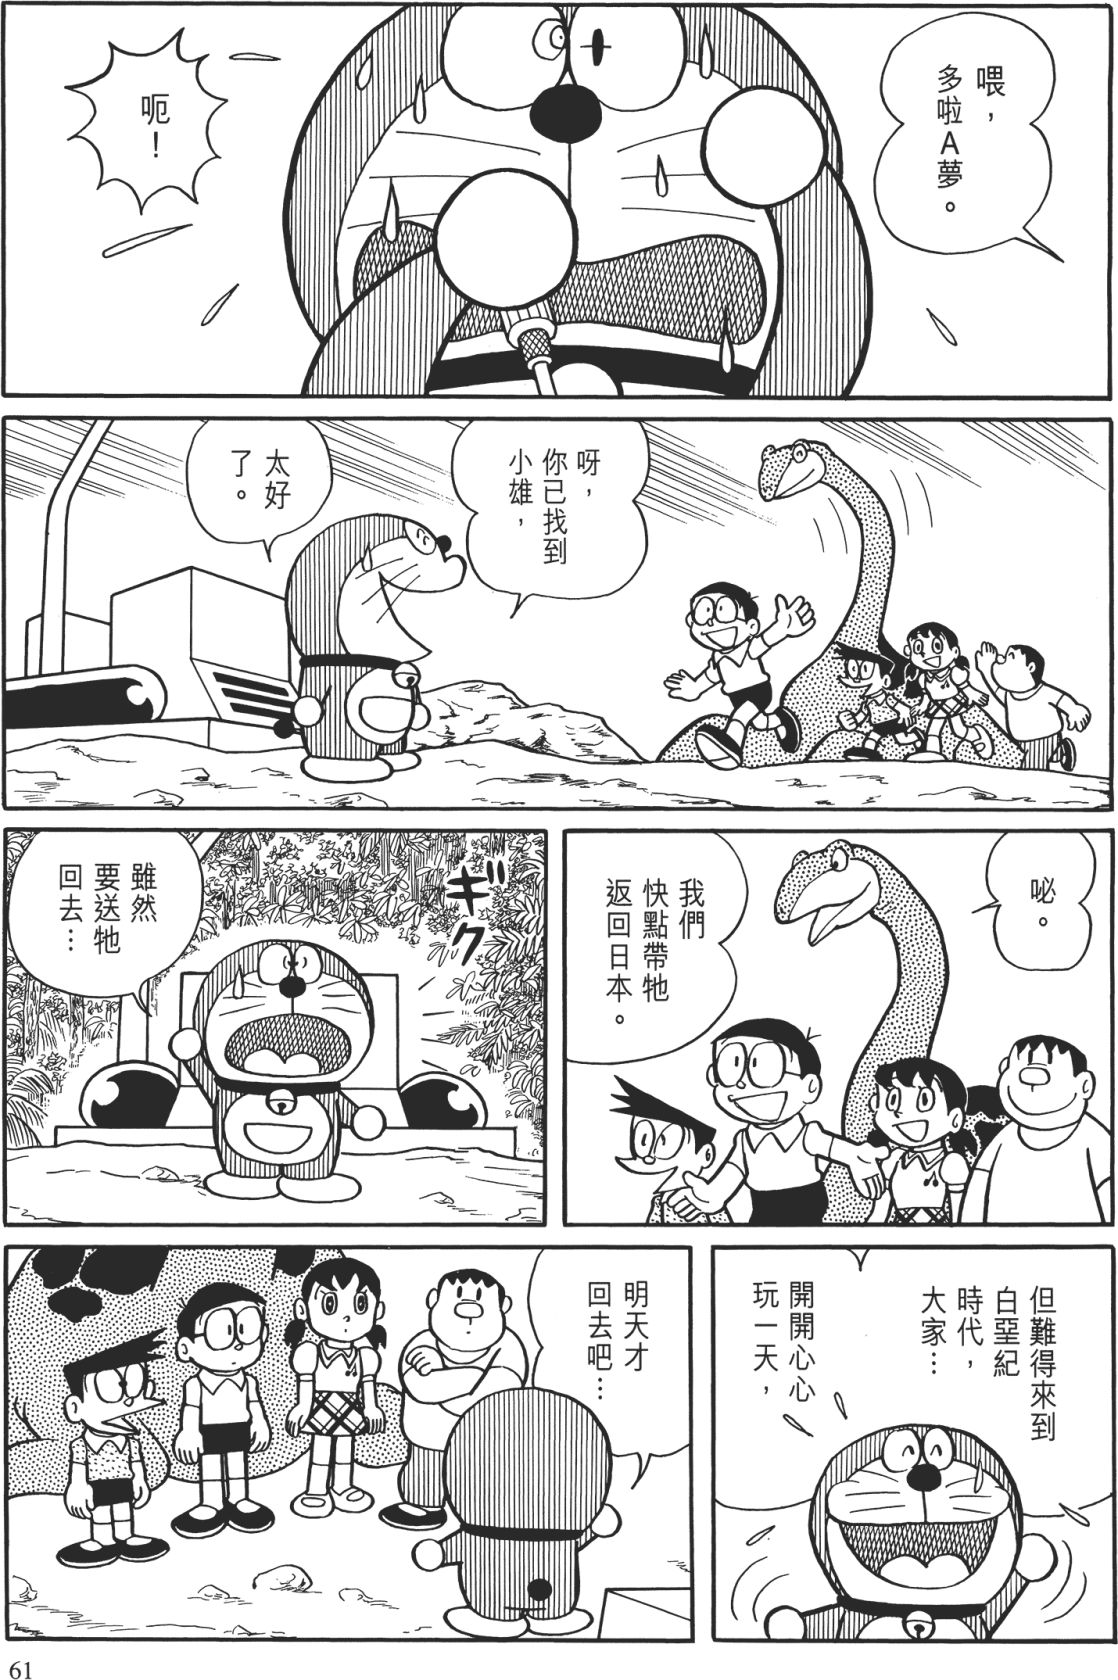 喂，
多啦A夢。
呃！
呀，
你已找到
小雄，
太好
了。
咇。
我們
快點帶牠
返回日本。
ギク
雖然
要送牠
回去…
但難得來到
白堊紀
時代，
大家…
開開心心
玩一天，
明天才
回去吧…
61